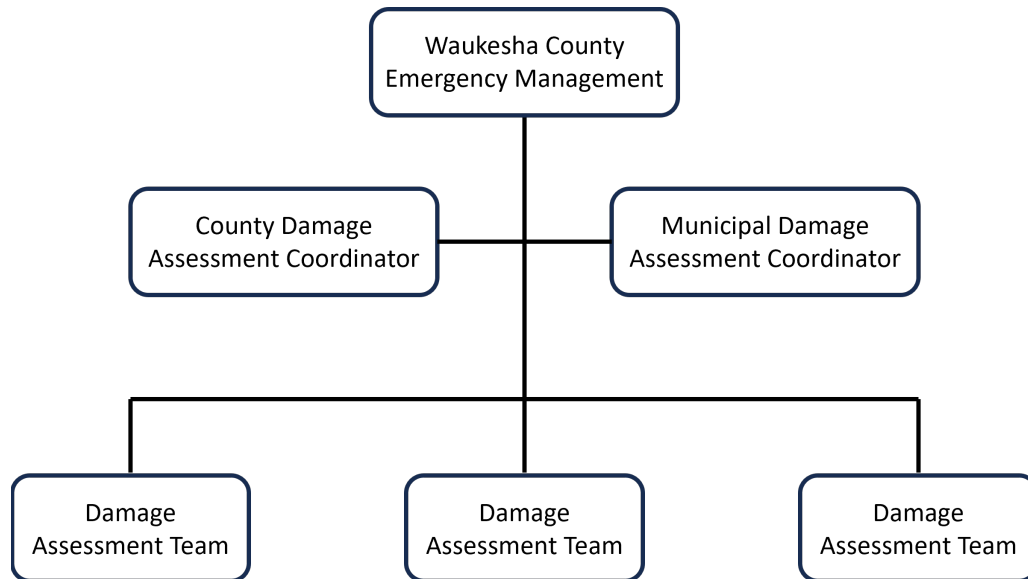 Waukesha County
Emergency Management
County Damage
Assessment Coordinator
Municipal Damage
Assessment Coordinator
Damage
Assessment Team
Damage
Assessment Team
Damage
Assessment Team